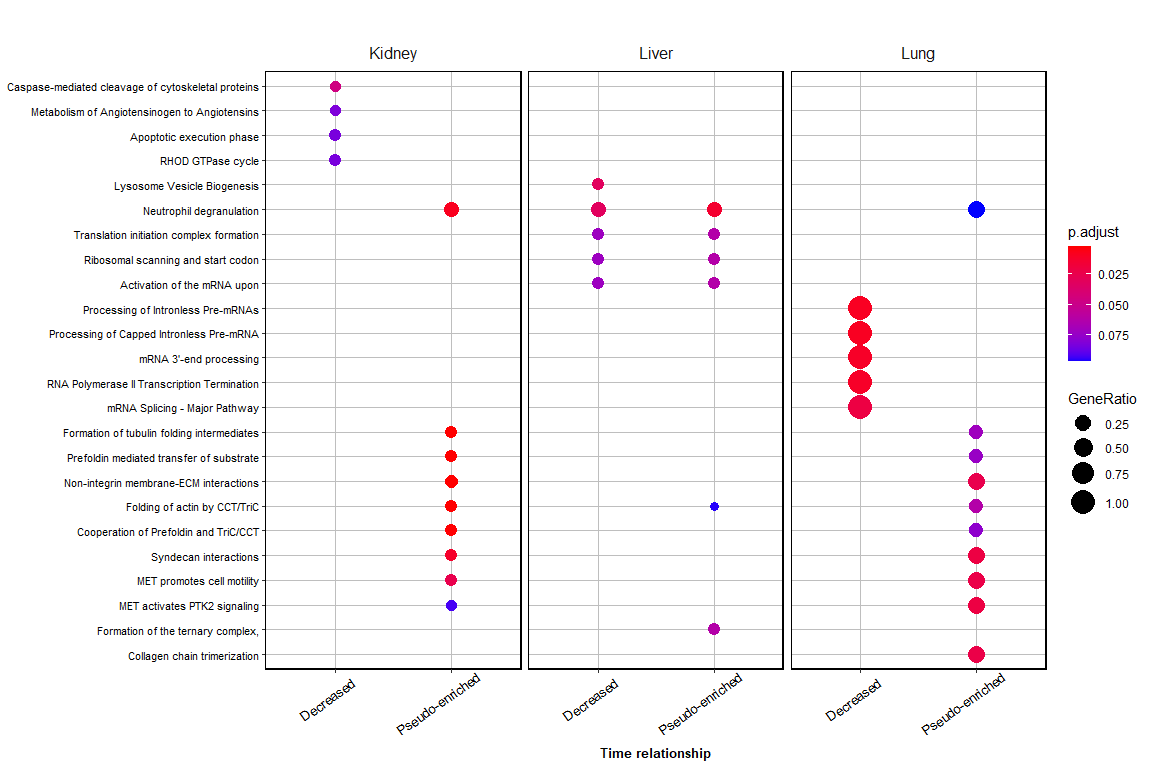 Kidney
Liver
Lung
Caspase-mediated cleavage of cytoskeletal proteins
Metabolism of Angiotensinogen to Angiotensins
Apoptotic execution phase
RHOD GTPase cycle
Lysosome Vesicle Biogenesis
Neutrophil degranulation
Translation initiation complex formation
Ribosomal scanning and start codon
Activation of the mRNA upon
Processing of Intronless Pre-mRNAs
Processing of Capped Intronless Pre-mRNA
mRNA 3'-end processing
RNA Polymerase II Transcription Termination
mRNA Splicing - Major Pathway
Formation of tubulin folding intermediates
Prefoldin mediated transfer of substrate
Non-integrin membrane-ECM interactions
Folding of actin by CCT/TriC
Cooperation of Prefoldin and TriC/CCT
Syndecan interactions
MET promotes cell motility
MET activates PTK2 signaling
Formation of the ternary complex,
Collagen chain trimerization
Decreased
Pseudo-enriched
Decreased
Pseudo-enriched
Decreased
Pseudo-enriched
Time relationship
p.adjust
0.025
0.050
0.075
GeneRatio
0.25
0.50
0.75
1.00